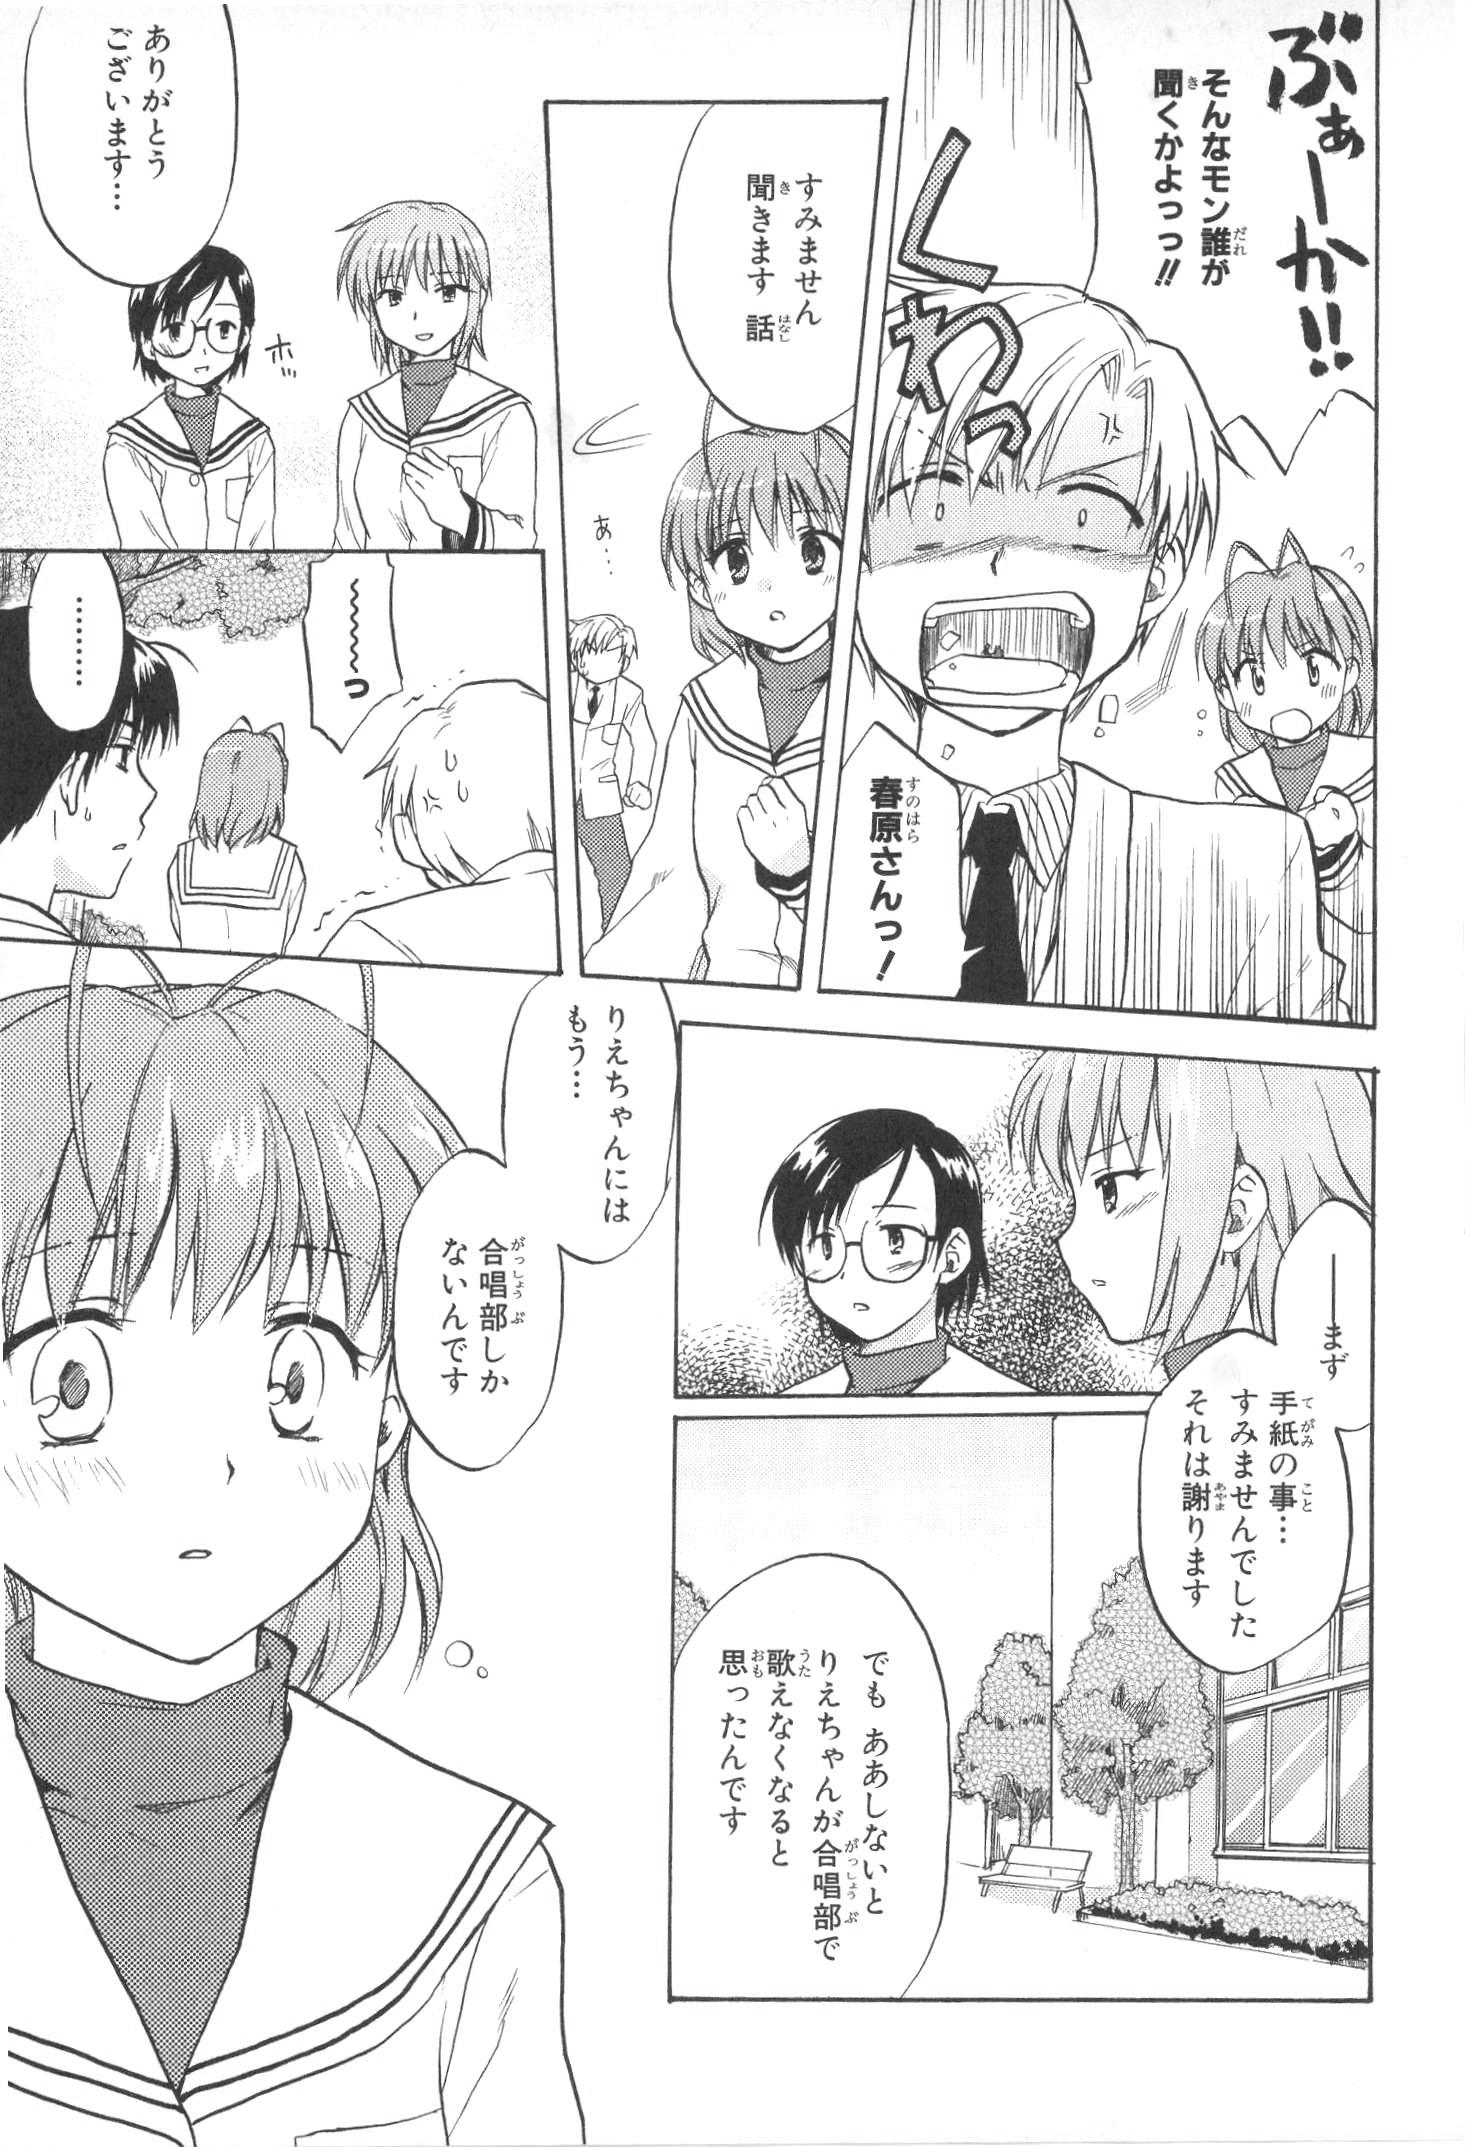 ぶぁーか!!
そんなモン誰が
聞くかよっっ!!
くわっ
春原さんっ!
すみません
聞きます 話
あ…
ありがとう
ございます…
ホッ
〜〜〜〜〜っ
………
――まず
手紙の事…
すみませんでした
それは謝ります
でも ああしないと
りえちゃんが合唱部で
歌えなくなると
思ったんです
りえちゃんには
もう…
合唱部しか
ないんです